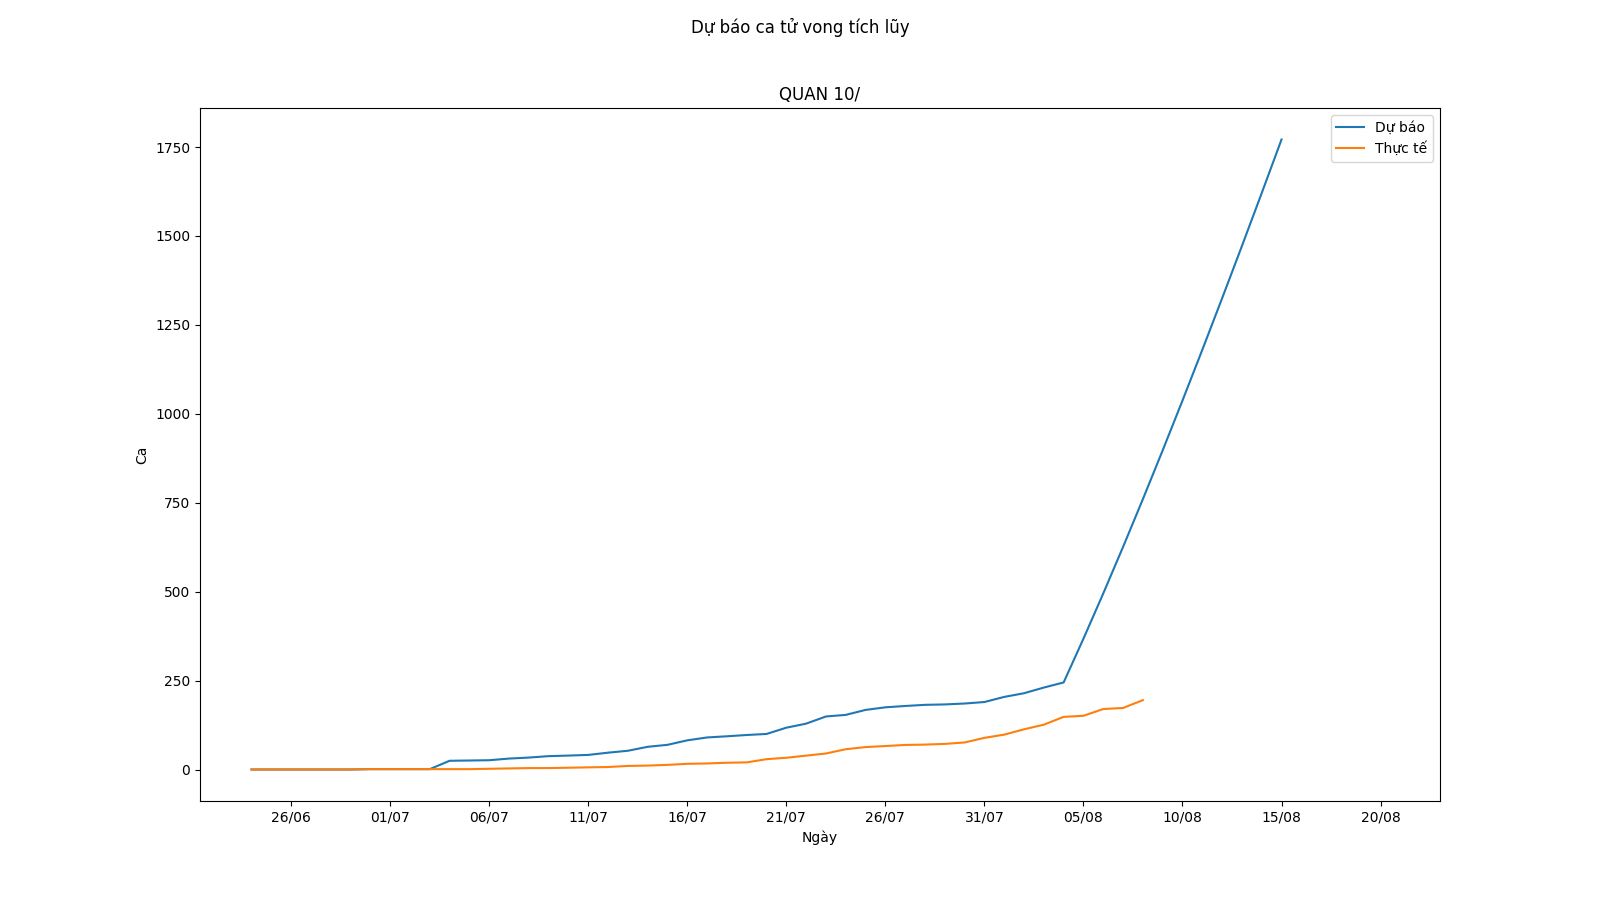 Dự báo ca tử vong tích lũy
QUAN 10/
Dự báo
Thực tế
1750
1500
1250
1000
750
500
250
0
Ca
26/06 01/07 06/07 11/07 16/07 21/07 26/07 31/07 05/08 10/08 15/08 20/08
Ngày